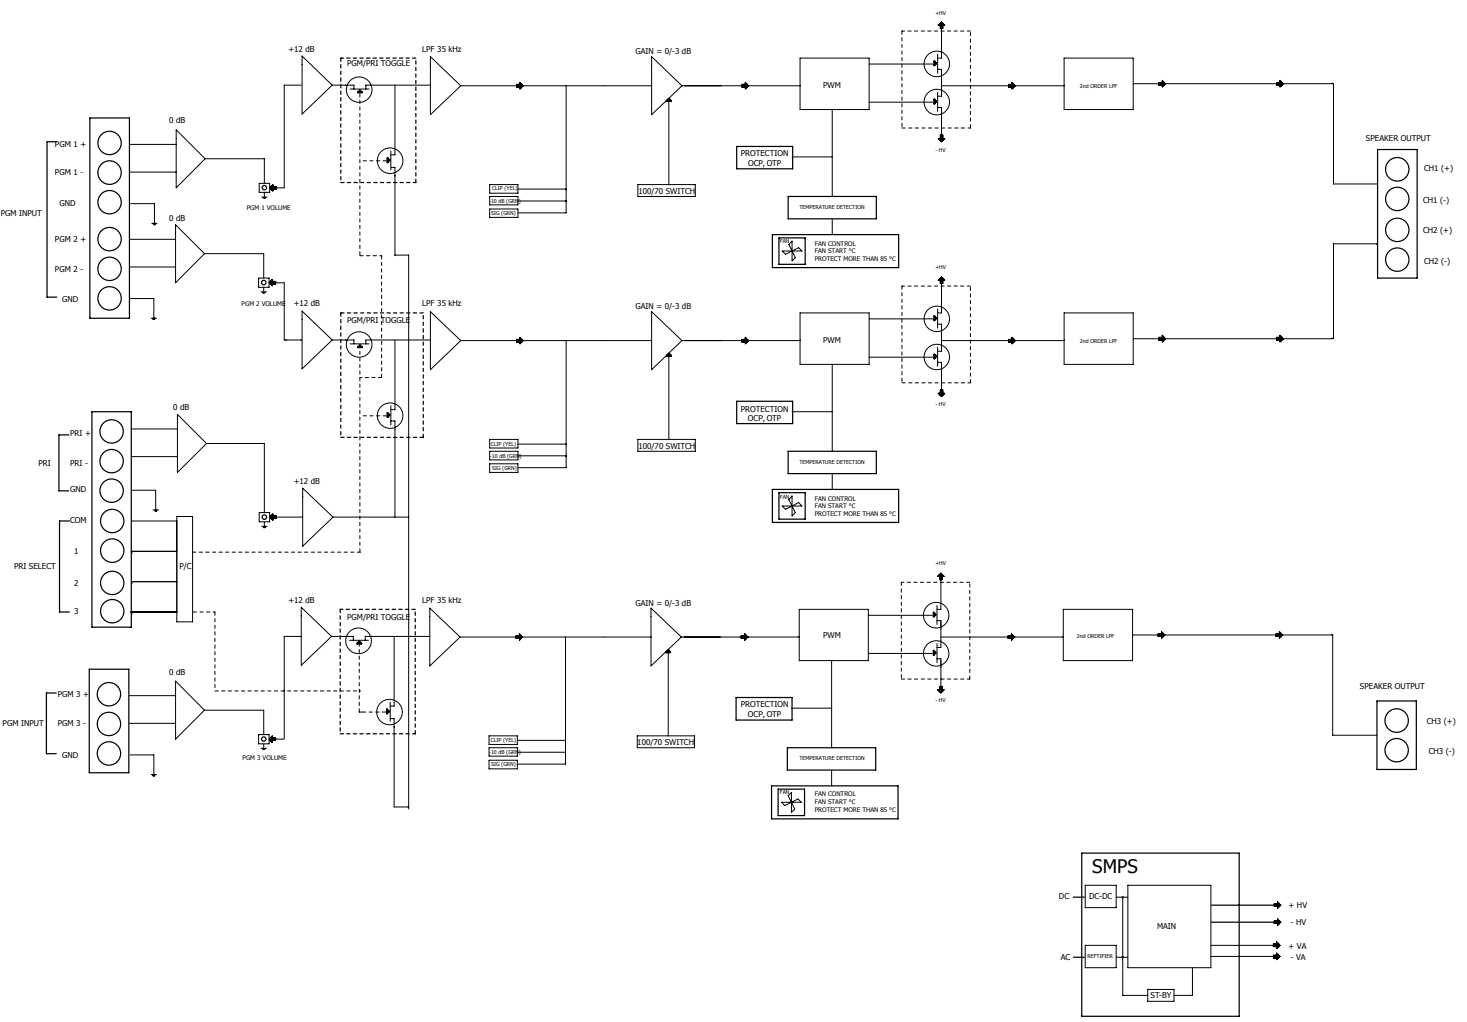 +HV
+12 dB
LPF 35 kHz
GAIN = 0/-3 dB
PGM/PRI TOGGLE
PWM
2nd ORDER LPF
0 dB
PGM 1 +
PGM 1 -
GND
PGM INPUT
PGM 2 +
PGM 2 -
GND
0 dB
PGM 1 VOLUME
PGM 2 VOLUME
CLIP (YEL)
-10 dB (GRN)
SIG (GRN)
100/70 SWITCH
PROTECTION
OCP, OTP
- HV
TEMPERATURE DETECTION
FAN
FAN CONTROL
FAN START °C
PROTECT MORE THAN 85 °C
SPEAKER OUTPUT
CH1 (+)
CH1 (-)
CH2 (+)
CH2 (-)
+HV
+12 dB
LPF 35 kHz
GAIN = 0/-3 dB
PGM/PRI TOGGLE
PWM
2nd ORDER LPF
CLIP (YEL)
-10 dB (GRN)
SIG (GRN)
100/70 SWITCH
PROTECTION
OCP, OTP
- HV
TEMPERATURE DETECTION
FAN
FAN CONTROL
FAN START °C
PROTECT MORE THAN 85 °C
0 dB
PRI +
PRI
PRI -
GND
COM
1
PRI SELECT
2
3
P/C
+12 dB
+HV
+12 dB
LPF 35 kHz
GAIN = 0/-3 dB
PGM/PRI TOGGLE
PWM
2nd ORDER LPF
0 dB
PGM 3 +
PGM INPUT
PGM 3 -
GND
PGM 3 VOLUME
CLIP (YEL)
-10 dB (GRN)
SIG (GRN)
100/70 SWITCH
PROTECTION
OCP, OTP
- HV
TEMPERATURE DETECTION
FAN
FAN CONTROL
FAN START °C
PROTECT MORE THAN 85 °C
SPEAKER OUTPUT
CH3 (+)
CH3 (-)
SMPS
DC
DC-DC
MAIN
AC
RETFIFIER
ST-BY
+ HV
- HV
+ VA
- VA